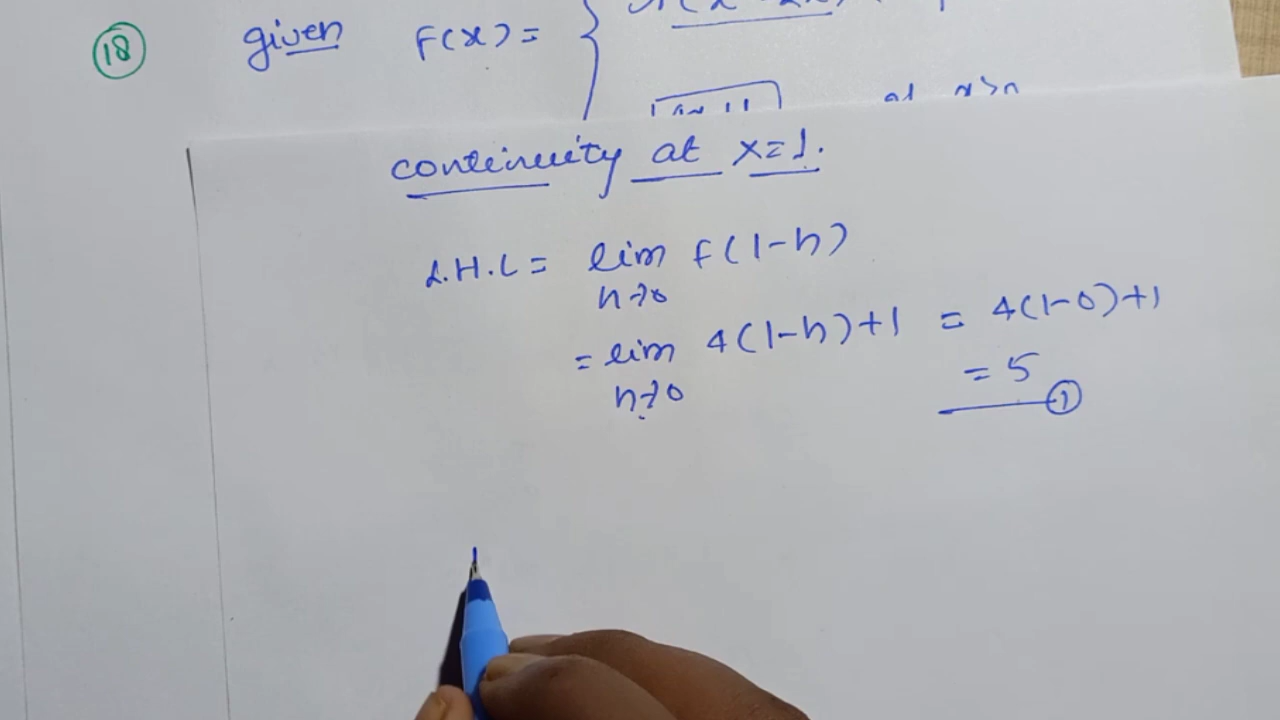 18 given f(x) =
continuity at x=1.
L.H.L = lim f(1-h)
h→0
= lim 4(1-h)+1 = 4(1-0)+1
h→0
= 5
1